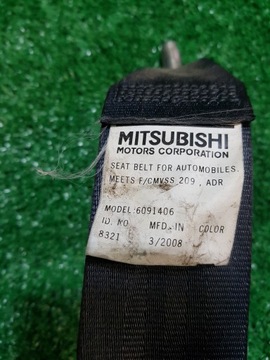 MITSUBISHI
MOTORS CORPORATION
SEAT BELT FOR AUTOMOBILES.
MEETS F/CMVSS 209 , ADR
MODEL:6091406
ID. NO MFD. IN COLOR
8321 3/2008